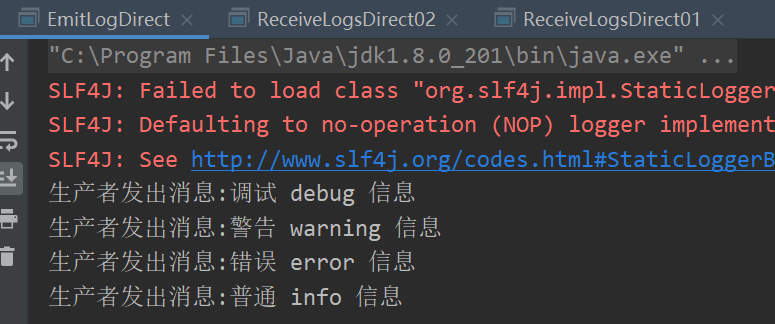 EmitLogDirect × ReceiveLogsDirect02 × ReceiveLogsDirect01 ×
"C:\Program Files\Java\jdk1.8.0_201\bin\java.exe" ...
SLF4J: Failed to load class "org.slf4j.impl.StaticLogger
SLF4J: Defaulting to no-operation (NOP) logger implement
SLF4J: See http://www.slf4j.org/codes.html#StaticLoggerB
生产者发出消息:调试 debug 信息
生产者发出消息:警告 warning 信息
生产者发出消息:错误 error 信息
生产者发出消息:普通 info 信息